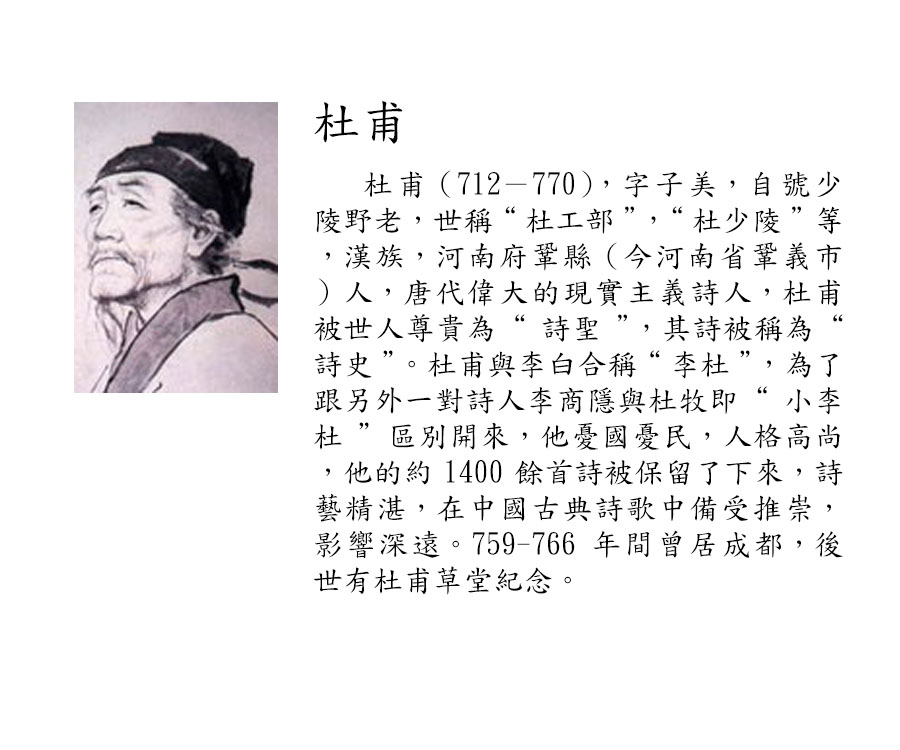 杜甫
杜甫（712－770），字子美，自號少
陵野老，世稱“杜工部”，“杜少陵”等
，漢族，河南府鞏縣（今河南省鞏義市
）人，唐代偉大的現實主義詩人，杜甫
被世人尊貴為“ 詩聖 ”，其詩被稱為“
詩史”。杜甫與李白合稱“李杜”，為了
跟另外一對詩人李商隱與杜牧即“ 小李
杜 ”區別開來，他憂國憂民，人格高尚
，他的約 1400 餘首詩被保留了下來，詩
藝精湛，在中國古典詩歌中備受推崇，
影響深遠。759-766 年間曾居成都，後
世有杜甫草堂紀念。